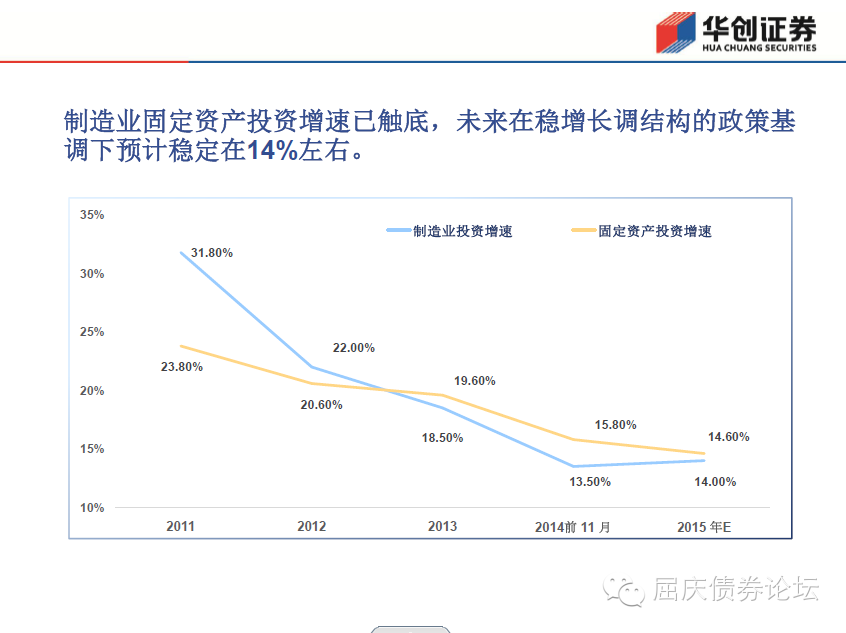 华创证券
HUA CHUANG SECURITIES
制造业固定资产投资增速已触底，未来在稳增长调结构的政策基
调下预计稳定在14%左右。
35%
制造业投资增速 固定资产投资增速
31.80%
30%
25%
22.00%
23.80%
20%
19.60%
20.60%
15.80%
18.50%
14.60%
15%
13.50% 14.00%
10%
2011 2012 2013 2014前 11 月 2015 年E
屈庆债券论坛